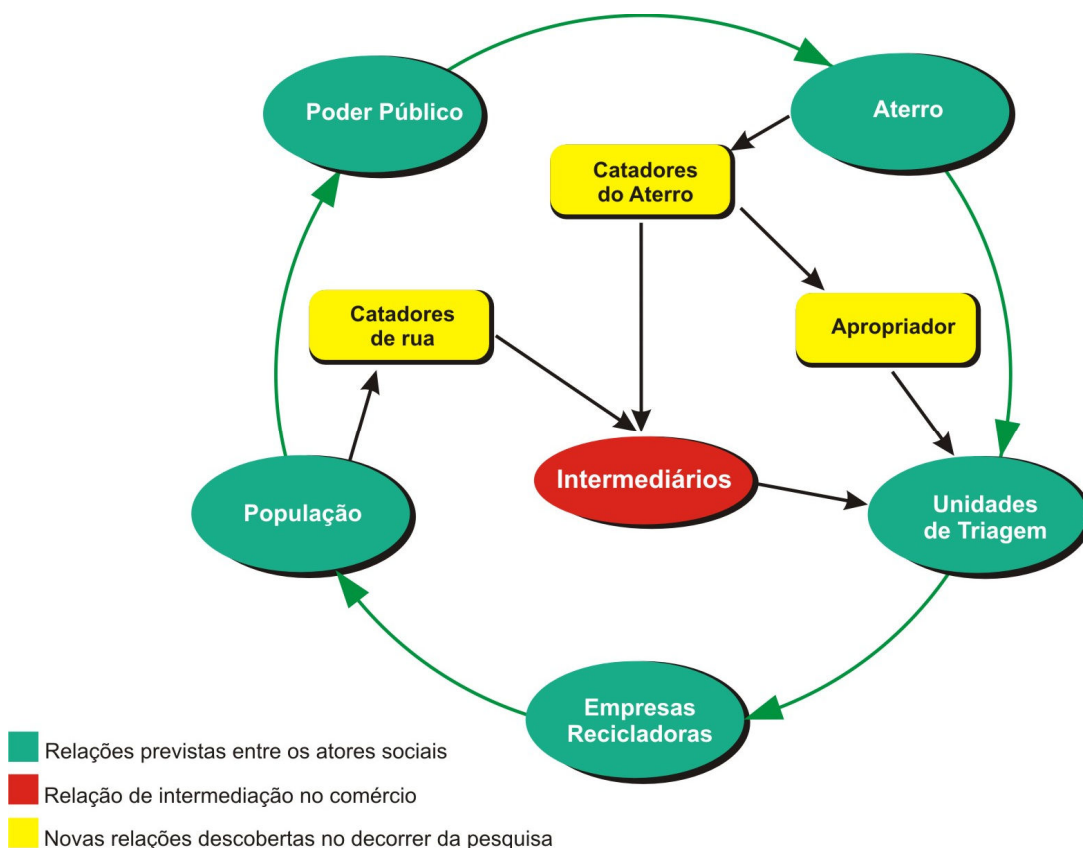 Poder Público
Aterro
Catadores
do Aterro
Catadores
de rua
Apropriador
Intermediários
População
Unidades
de Triagem
Empresas
Recicladoras
Relações previstas entre os atores sociais
Relação de intermediação no comércio
Novas relações descobertas no decorrer da pesquisa